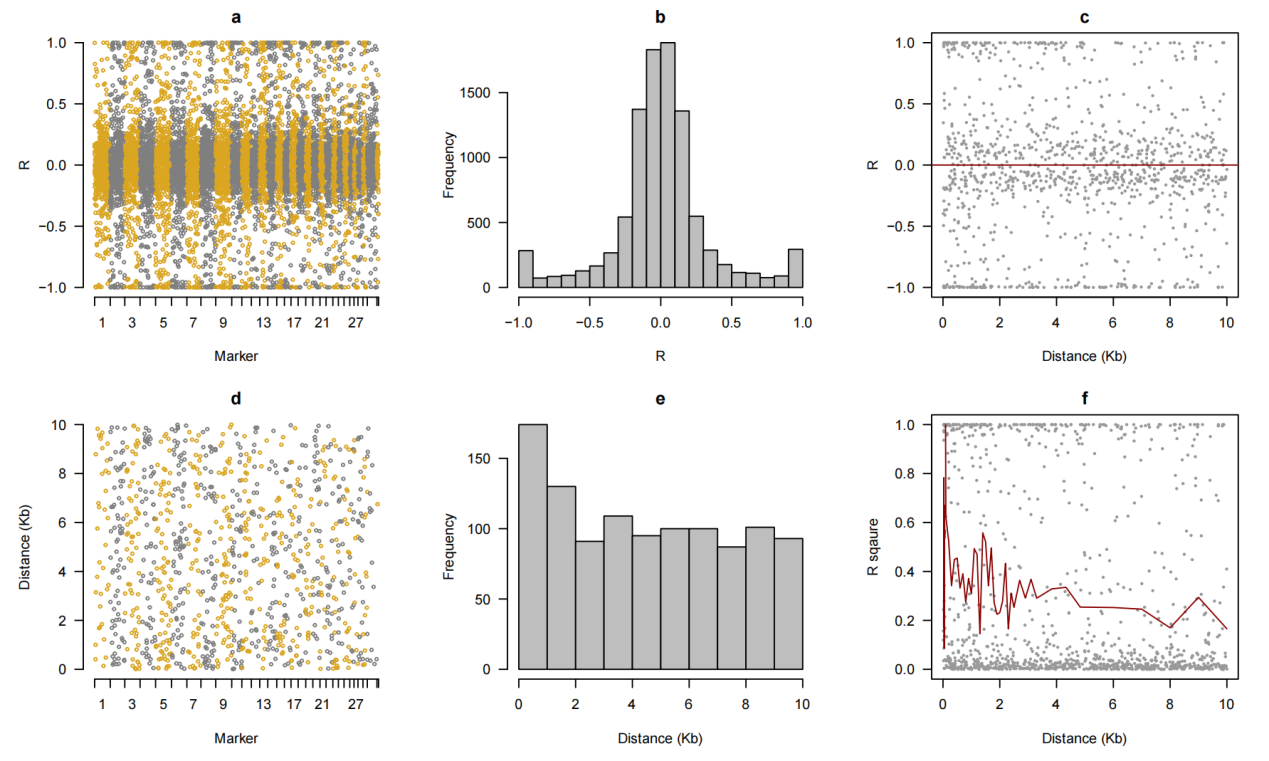 a
1.0
0.5
0.0
−0.5
−1.0
R
1 3 5 7 9 13 17 21 27
Marker
b
1500
1000
500
0
Frequency
−1.0 −0.5 0.0 0.5 1.0
R
c
1.0
0.5
0.0
−0.5
−1.0
R
0 2 4 6 8 10
Distance (Kb)
d
10
8
6
4
2
0
Distance (Kb)
1 3 5 7 9 13 17 21 27
Marker
e
150
100
50
0
Frequency
0 2 4 6 8 10
Distance (Kb)
f
1.0
0.8
0.6
0.4
0.2
0.0
R sqaure
0 2 4 6 8 10
Distance (Kb)